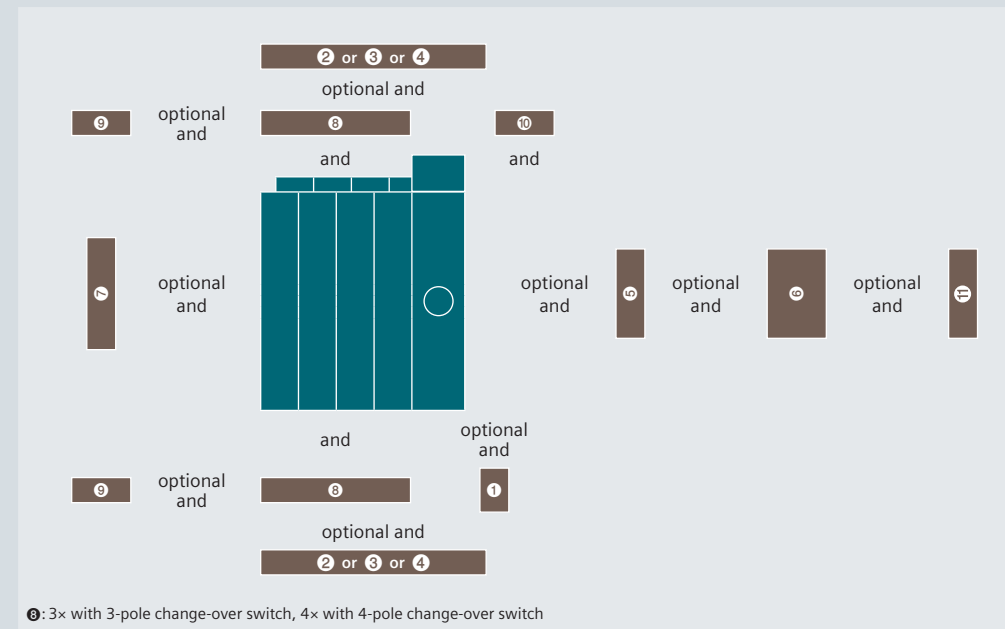 ❷ or ❸ or ❹
optional and
❾
optional
and
❽
❿
and
and
❼
optional
and
optional
and
❺
optional
and
❻
optional
and
⓫
and
optional
and
❾
optional
and
❽
❶
optional and
❷ or ❸ or ❹
❽: 3× with 3-pole change-over switch, 4× with 4-pole change-over switch